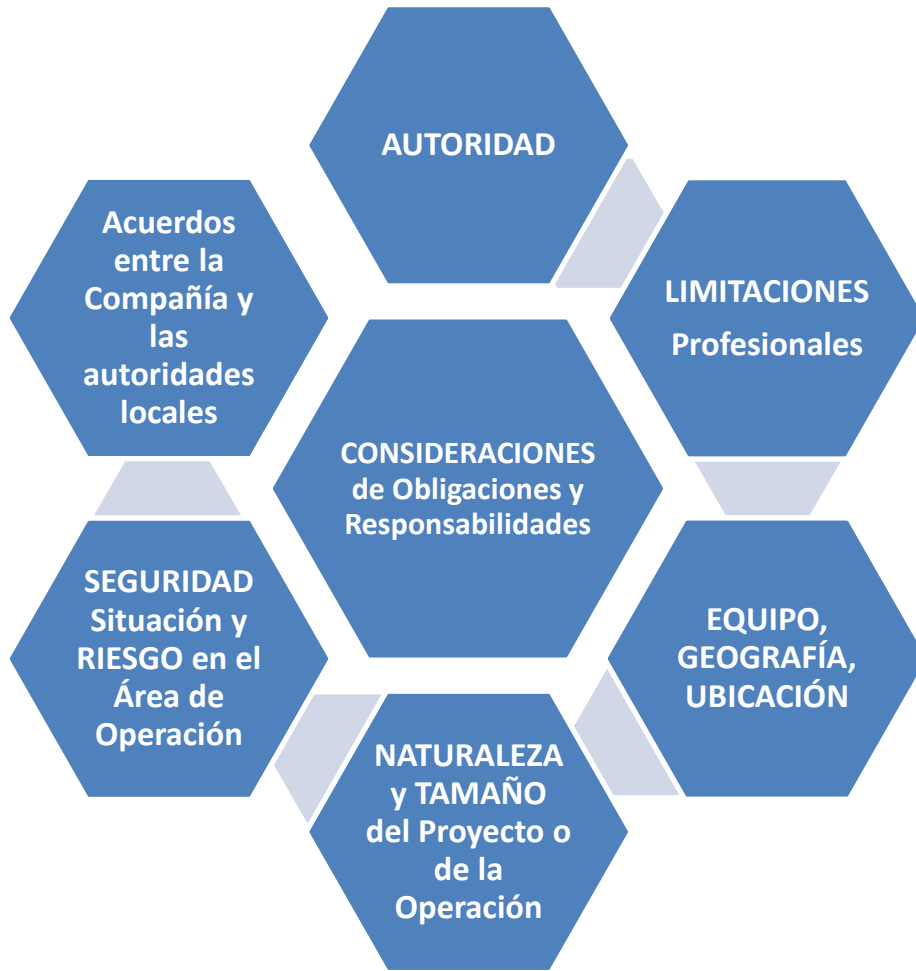 AUTORIDAD
LIMITACIONES
Profesionales
EQUIPO,
GEOGRAFÍA,
UBICACIÓN
NATURALEZA
y TAMAÑO
del Proyecto o
de la
Operación
SEGURIDAD
Situación y
RIESGO en el
Área de
Operación
Acuerdos
entre la
Compañía y
las
autoridades
locales
CONSIDERACIONES
de Obligaciones y
Responsabilidades